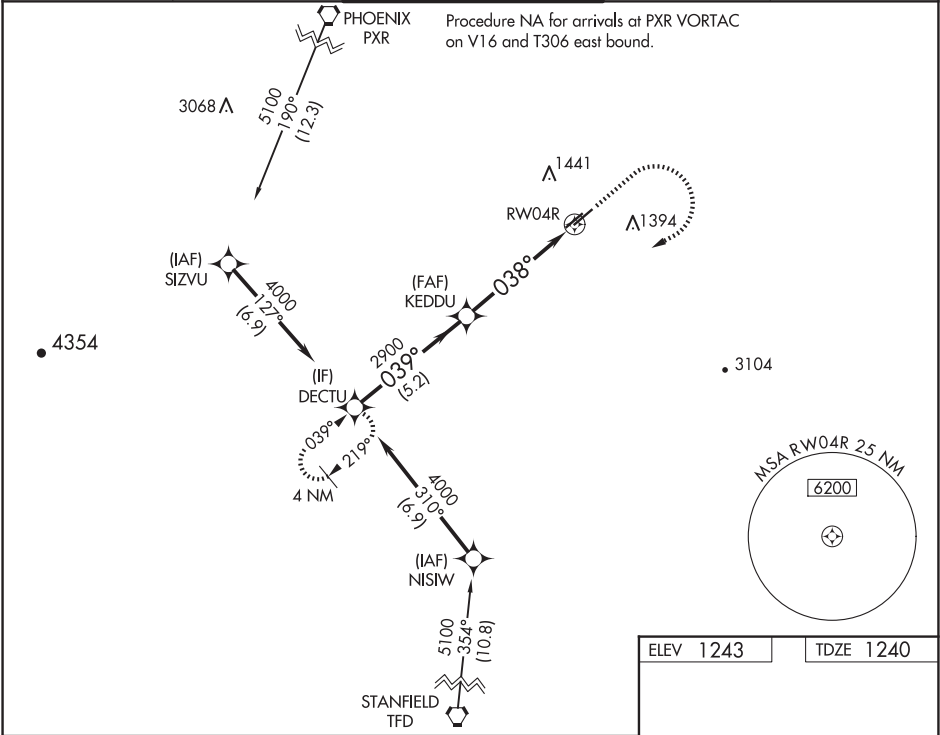 PHOENIX
PXR
Procedure NA for arrivals at PXR VORTAC
on V16 and T306 east bound.
3068
5100
190°
(12.3)
1441
RW04R
1394
(IAF)
SIZVU
4000
127°
(6.9)
(FAF)
KEDDU
038°
4354
2900
039°
(5.2)
3104
(IF)
DECTU
039°
219°
4 NM
4000
310°
(6.9)
MSA RW04R 25 NM
6200
(IAF)
NISIW
5100
354°
(10.8)
STANFIELD
TFD
ELEV 1243
TDZE 1240